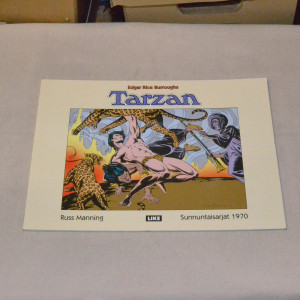 Edgar Rice Burroughs
Tarzan
Russ Manning
LIKE
Sunnuntaisarjat 1970